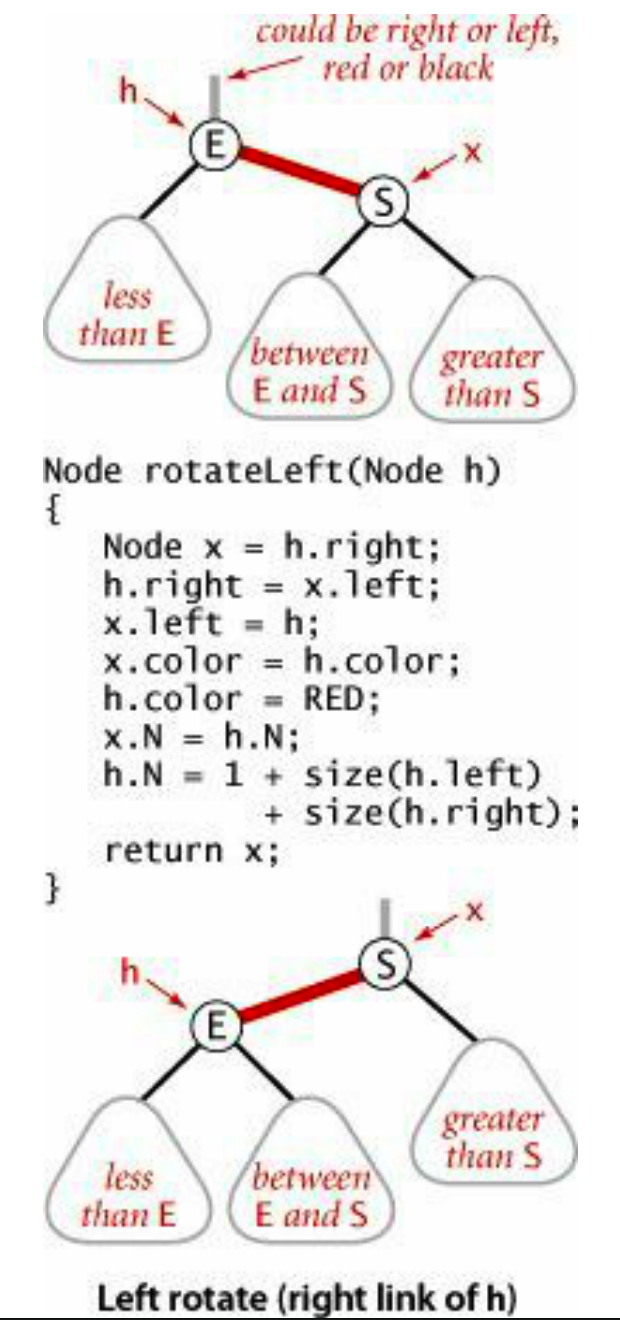 could be right or left,
red or black
h
E
x
S
less
than E
between
E and S
greater
than S
Node rotateLeft(Node h)
{
   Node x = h.right;
   h.right = x.left;
   x.left = h;
   x.color = h.color;
   h.color = RED;
   x.N = h.N;
   h.N = 1 + size(h.left)
           + size(h.right);
   return x;
}
x
S
h
E
greater
than S
less
than E
between
E and S
Left rotate (right link of h)